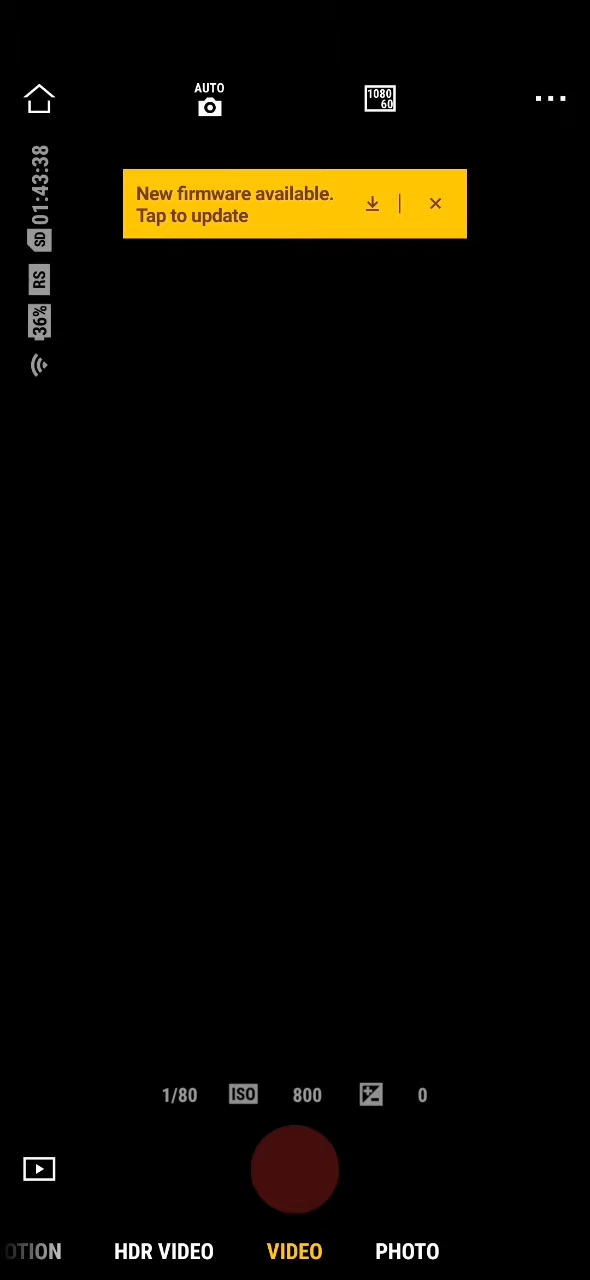 AUTO
1080
60
01:43:38
SD
RS
36%
New firmware available.
Tap to update
1/80 ISO 800 0
OTION HDR VIDEO VIDEO PHOTO